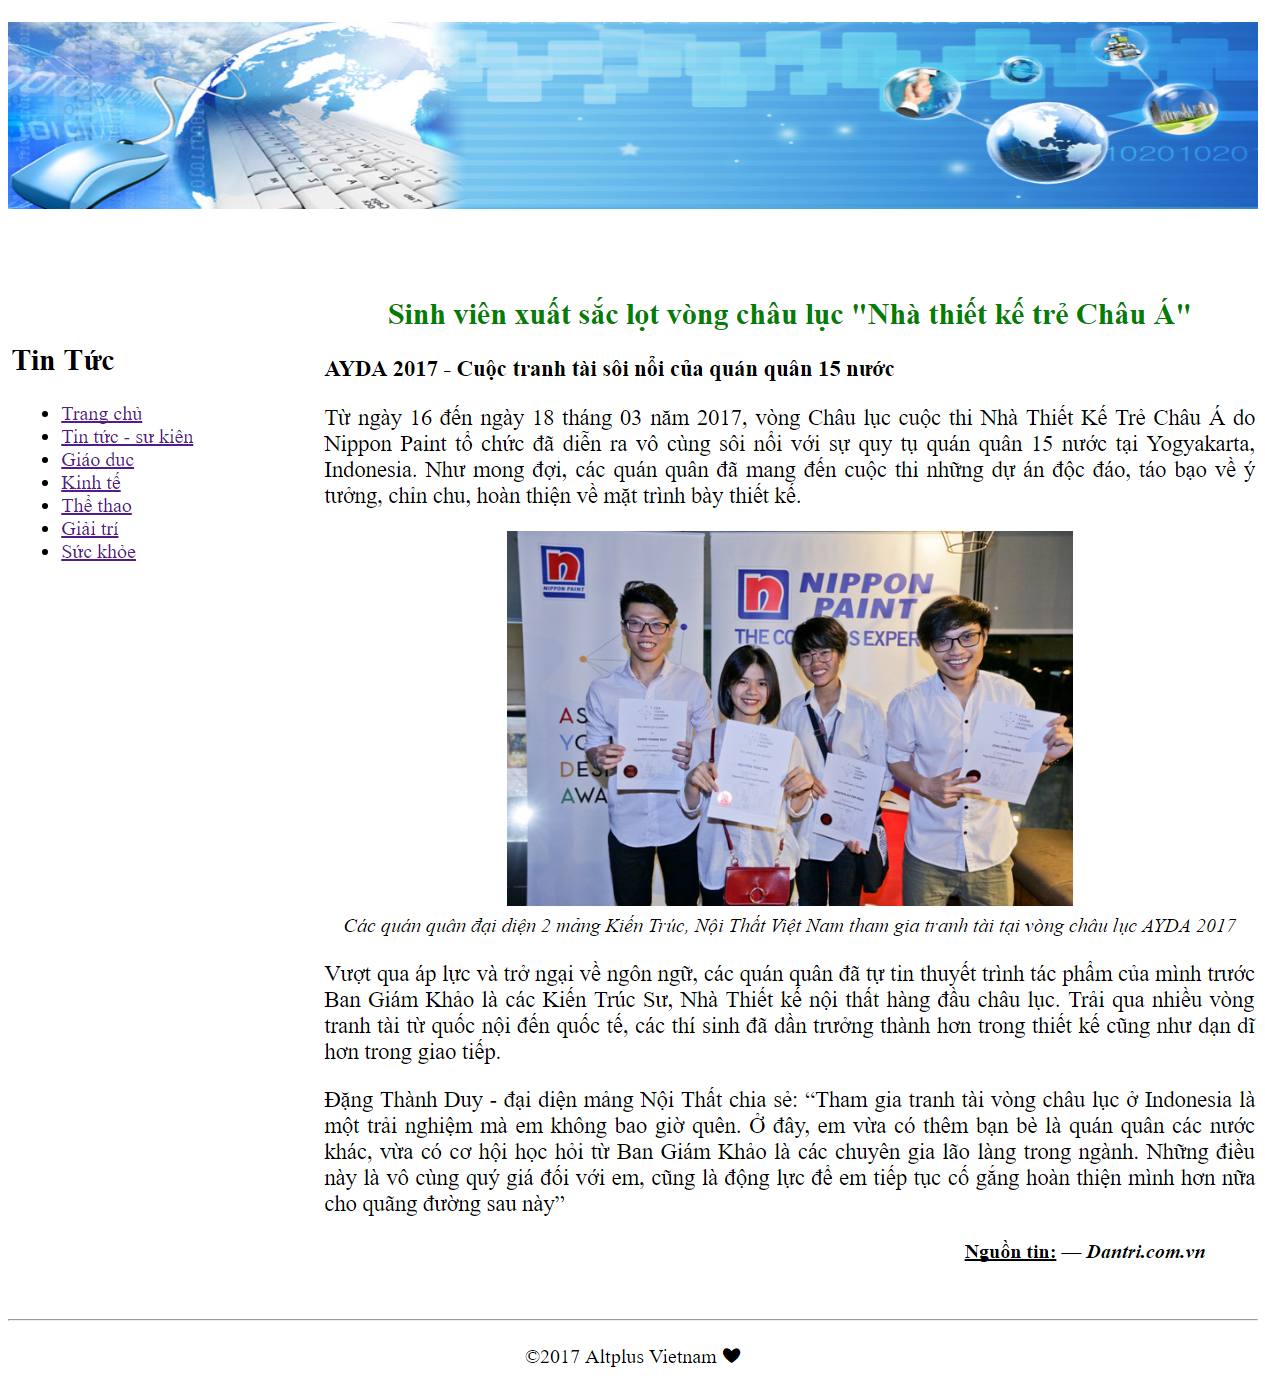 Sinh viên xuất sắc lọt vòng châu lục "Nhà thiết kế trẻ Châu Á"
Tin Tức
Trang chủ
Tin tức - sự kiện
Giáo dục
Kinh tế
Thể thao
Giải trí
Sức khỏe
AYDA 2017 - Cuộc tranh tài sôi nổi của quán quân 15 nước
Từ ngày 16 đến ngày 18 tháng 03 năm 2017, vòng Châu lục cuộc thi Nhà Thiết Kế Trẻ Châu Á do
Nippon Paint tổ chức đã diễn ra vô cùng sôi nổi với sự quy tụ quán quân 15 nước tại Yogyakarta,
Indonesia. Như mong đợi, các quán quân đã mang đến cuộc thi những dự án độc đáo, táo bạo về ý
tưởng, chỉn chu, hoàn thiện về mặt trình bày thiết kế.
NIPPON PAINT
NIPPON
PAINT
Các quán quân đại diện 2 mảng Kiến Trúc, Nội Thất Việt Nam tham gia tranh tài tại vòng châu lục AYDA 2017
Vượt qua áp lực và trở ngại về ngôn ngữ, các quán quân đã tự tin thuyết trình tác phẩm của mình trước
Ban Giám Khảo là các Kiến Trúc Sư, Nhà Thiết kế nội thất hàng đầu châu lục. Trải qua nhiều vòng
tranh tài từ quốc nội đến quốc tế, các thí sinh đã dần trưởng thành hơn trong thiết kế cũng như dạn dĩ
hơn trong giao tiếp.
Đặng Thành Duy - đại diện mảng Nội Thất chia sẻ: “Tham gia tranh tài vòng châu lục ở Indonesia là
một trải nghiệm mà em không bao giờ quên. Ở đây, em vừa có thêm bạn bè là quán quân các nước
khác, vừa có cơ hội học hỏi từ Ban Giám Khảo là các chuyên gia lão làng trong ngành. Những điều
này là vô cùng quý giá đối với em, cũng là động lực để em tiếp tục cố gắng hoàn thiện mình hơn nữa
cho quãng đường sau này”
Nguồn tin: — Dantri.com.vn
©2017 Altplus Vietnam ♥